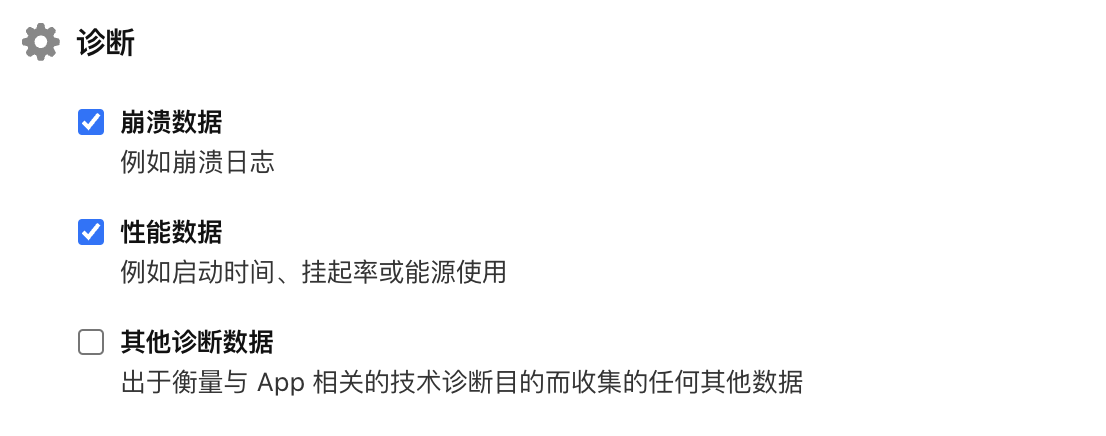 诊断
崩溃数据
例如崩溃日志
性能数据
例如启动时间、挂起率或能源使用
其他诊断数据
出于衡量与 App 相关的技术诊断目的而收集的任何其他数据